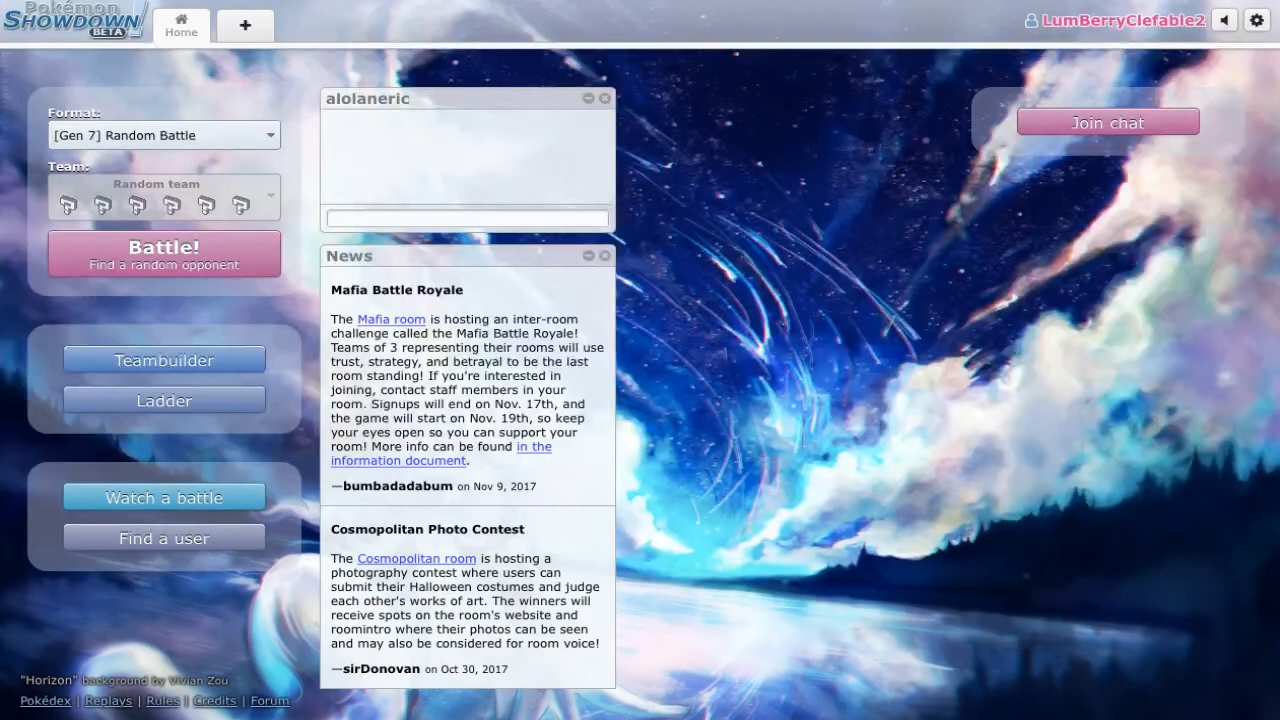 Pokémon
SHOWDOWN!
BETA
Home
+
LumBerryClefable2
Format:
[Gen 7] Random Battle
Team:
Random team
Battle!
Find a random opponent
Teambuilder
Ladder
Watch a battle
Find a user
"Horizon" background by Vivian Zou
Pokédex | Replays | Rules | Credits | Forum
alolaneric
News
Mafia Battle Royale
The Mafia room is hosting an inter-room
challenge called the Mafia Battle Royale!
Teams of 3 representing their rooms will use
trust, strategy, and betrayal to be the last
room standing! If you're interested in
joining, contact staff members in your
room. Signups will end on Nov. 17th, and
the game will start on Nov. 19th, so keep
your eyes open so you can support your
room! More info can be found in the
information document.
—bumbadadabum on Nov 9, 2017
Cosmopolitan Photo Contest
The Cosmopolitan room is hosting a
photography contest where users can
submit their Halloween costumes and judge
each other's works of art. The winners will
receive spots on the room's website and
roomintro where their photos can be seen
and may also be considered for room voice!
—sirDonovan on Oct 30, 2017
Join chat